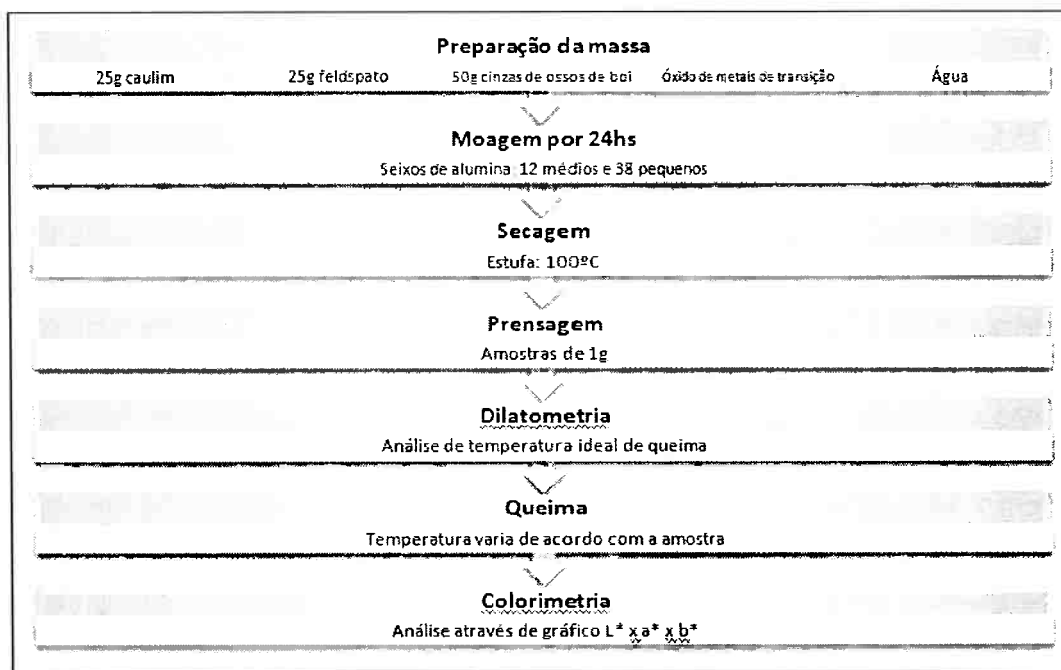 Preparação da massa
25g caulim 25g feldspato 50g cinzas de ossos de boi Óxido de metais de transição Água
Moagem por 24hs
Seixos de alumina: 12 médios e 38 pequenos
Secagem
Estufa: 100ºC
Prensagem
Amostras de 1g
Dilatometria
Análise de temperatura ideal de queima
Queima
Temperatura varia de acordo com a amostra
Colorimetria
Análise através de gráfico L* x a* x b*